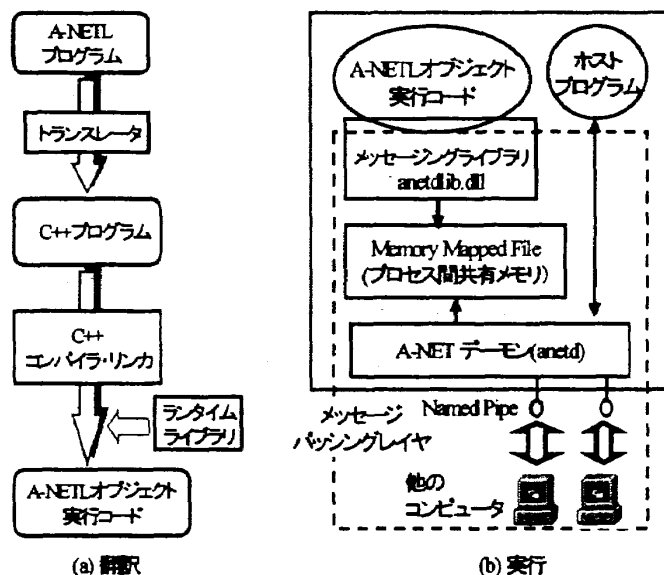 A-NETL
プログラム
トランスレータ
C++プログラム
C++
コンパイラ・リンカ
ランタイム
ライブラリ
A-NETLオブジェクト
実行コード
(a) 翻訳
A-NETLオブジェクト
実行コード
ホスト
プログラム
メッセージングライブラリ
anetdlib.dll
Memory Mapped File
(プロセス間共有メモリ)
A-NET デーモン(anetd)
メッセージ
パッシングレイヤ
Named Pipe
他の
コンピュータ
(b) 実行